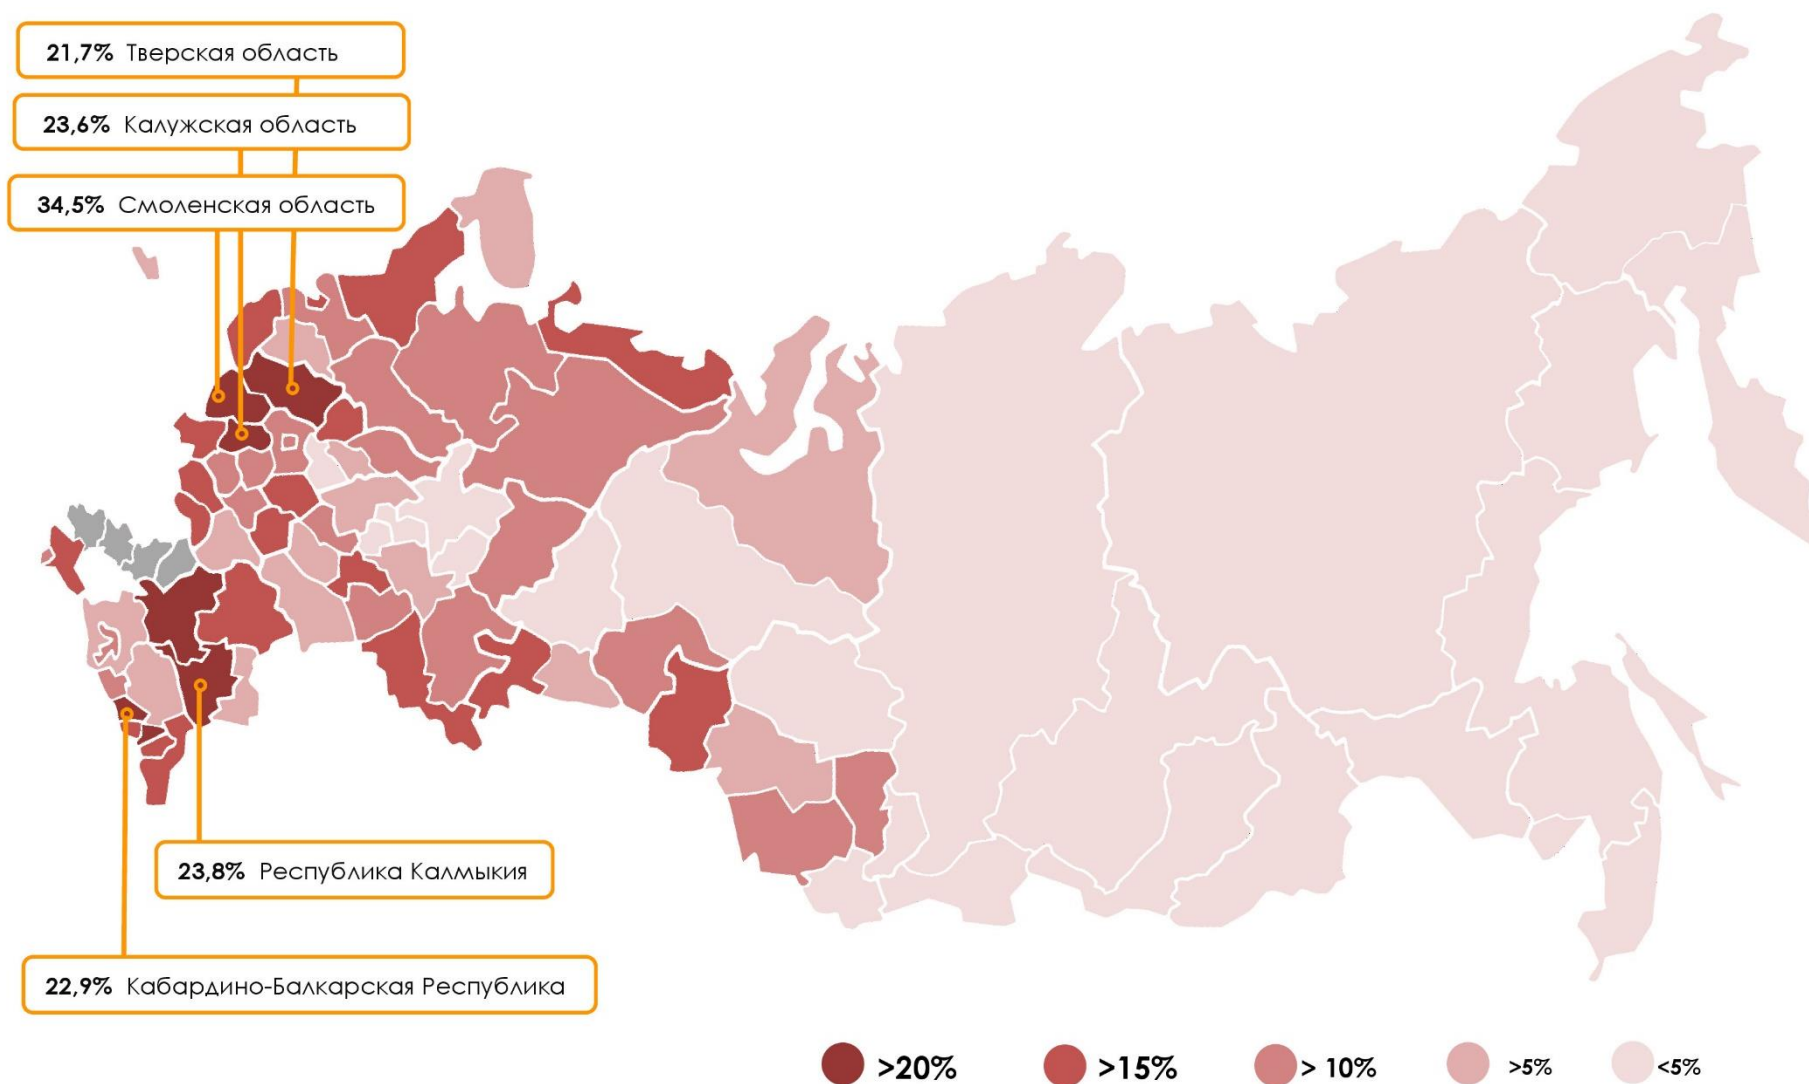 21,7% Тверская область
23,6% Калужская область
34,5% Смоленская область
23,8% Республика Калмыкия
22,9% Кабардино-Балкарская Республика
>20% >15% > 10% >5% <5%